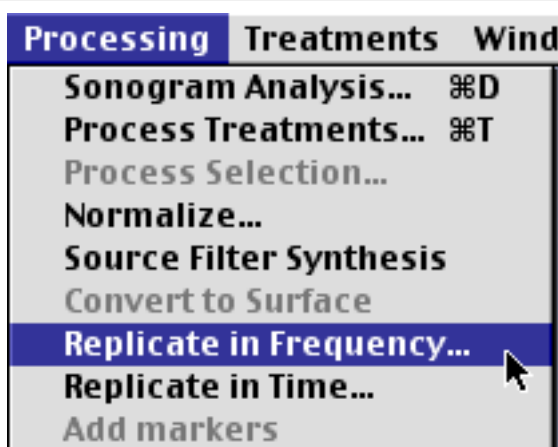 Processing Treatments Wind
Sonogram Analysis... ⌘D
Process Treatments... ⌘T
Process Selection...
Normalize...
Source Filter Synthesis
Convert to Surface
Replicate in Frequency...
Replicate in Time...
Add markers